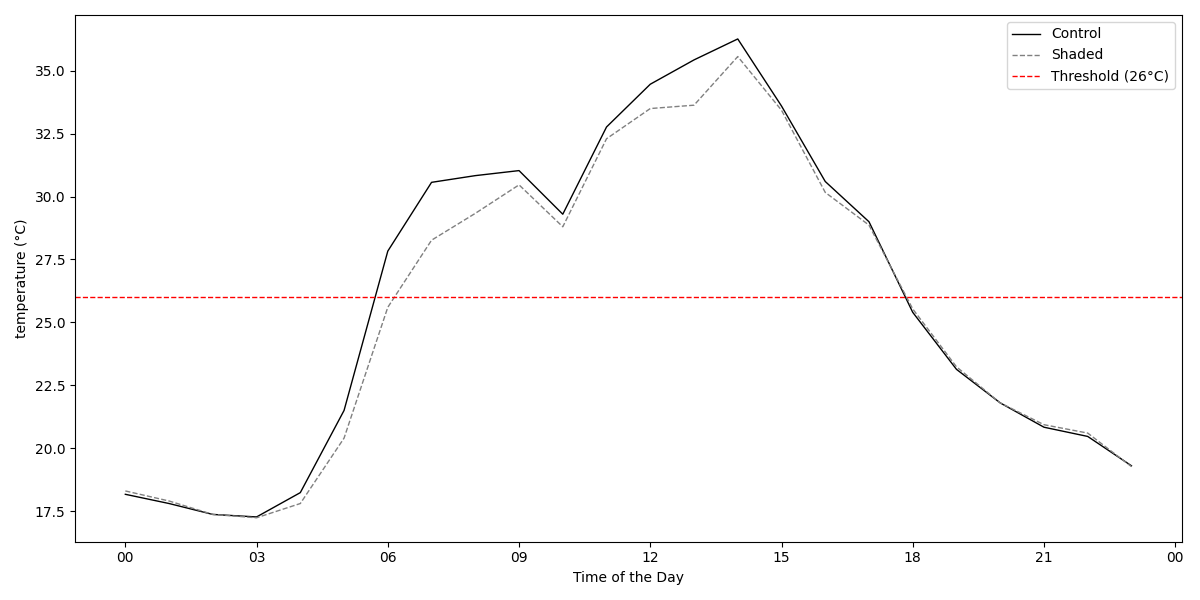 Control
Shaded
Threshold (26°C)
35.0
32.5
30.0
27.5
25.0
22.5
20.0
17.5
temperature (°C)
00 03 06 09 12 15 18 21 00
Time of the Day